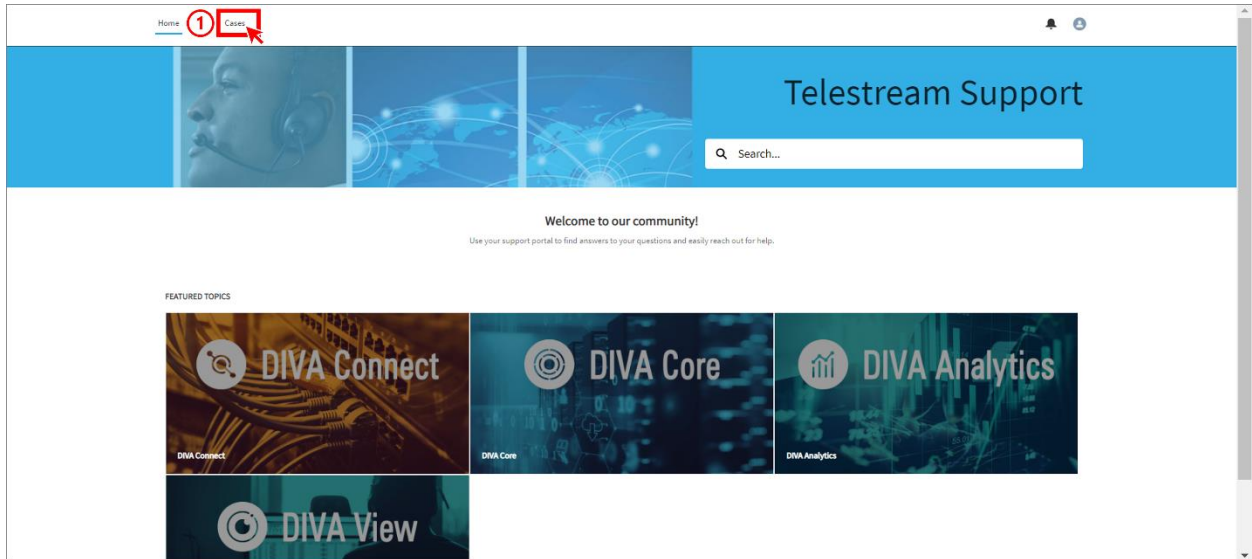 Home 1 Cases
Telestream Support
Search...
Welcome to our community!
Use your support portal to find answers to your questions and easily reach out for help.
FEATURED TOPICS
DIVA Connect
DIVA Core
DIVA Analytics
DIVA Connect
DIVA Core
DIVA Analytics
DIVA View